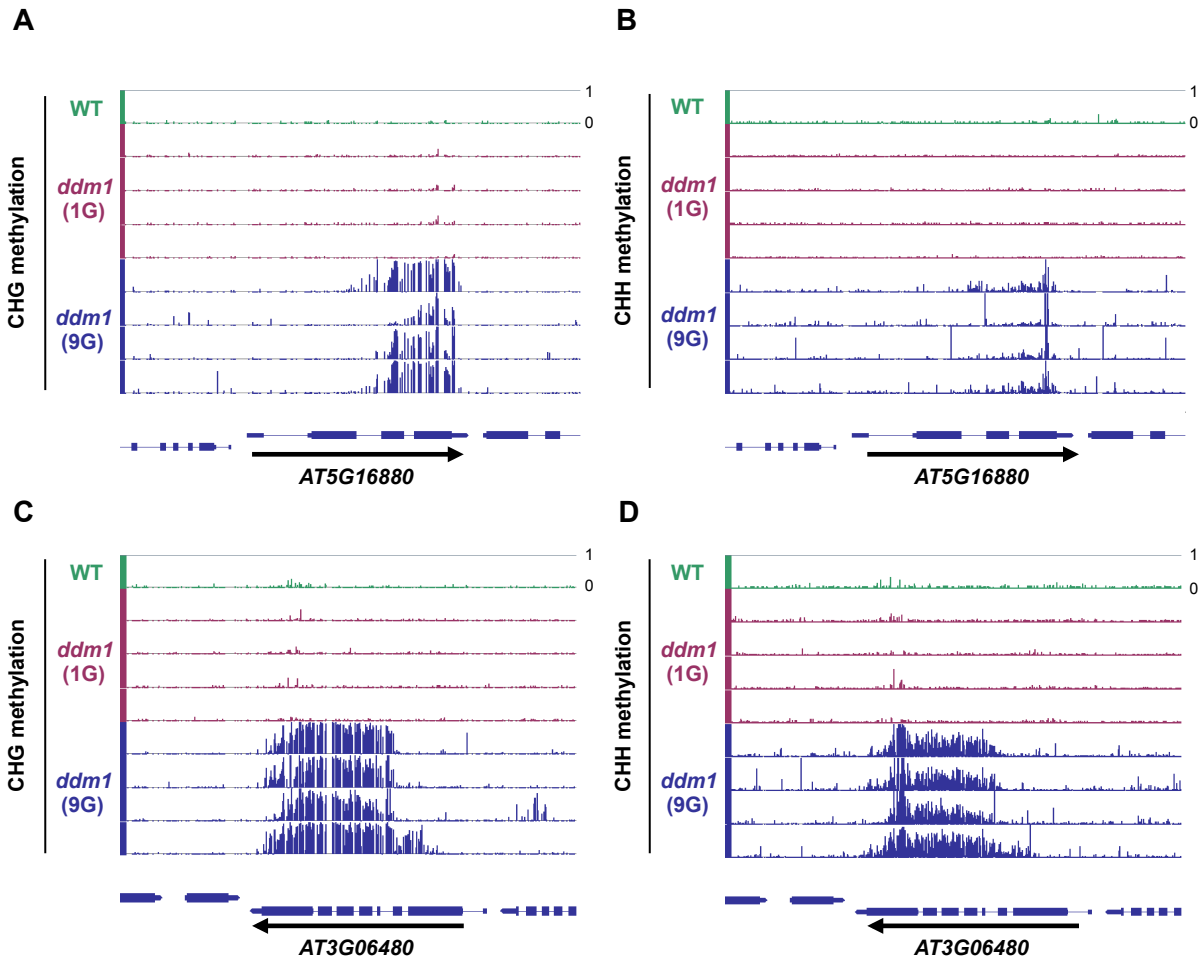 A
CHG methylation
WT
ddm1
(1G)
ddm1
(9G)
1
0
AT5G16880
B
CHH methylation
WT
ddm1
(1G)
ddm1
(9G)
1
0
AT5G16880
C
CHG methylation
WT
ddm1
(1G)
ddm1
(9G)
1
0
AT3G06480
D
CHH methylation
WT
ddm1
(1G)
ddm1
(9G)
1
0
AT3G06480